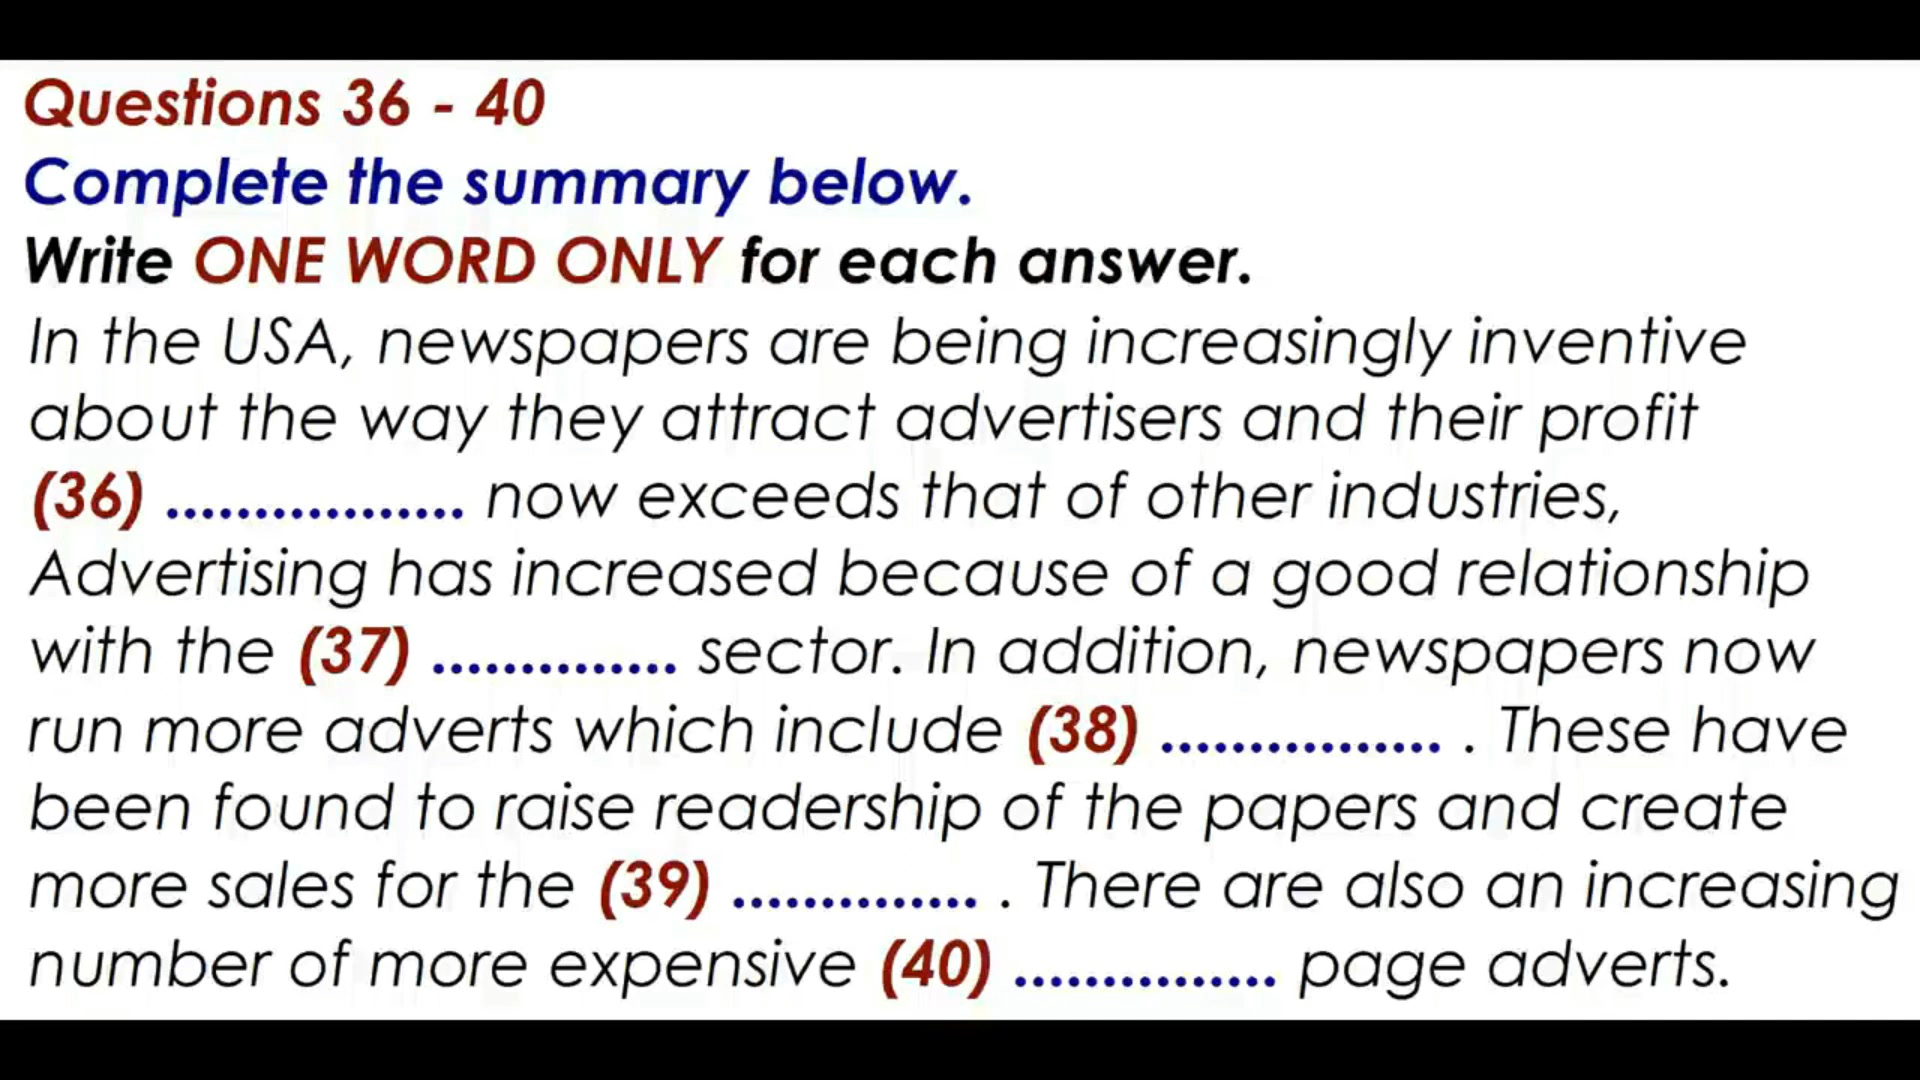 Questions 36 - 40
Complete the summary below.
Write ONE WORD ONLY for each answer.
In the USA, newspapers are being increasingly inventive
about the way they attract advertisers and their profit
(36) ................. now exceeds that of other industries,
Advertising has increased because of a good relationship
with the (37) .............. sector. In addition, newspapers now
run more adverts which include (38) ................ . These have
been found to raise readership of the papers and create
more sales for the (39) .............. . There are also an increasing
number of more expensive (40) ............... page adverts.